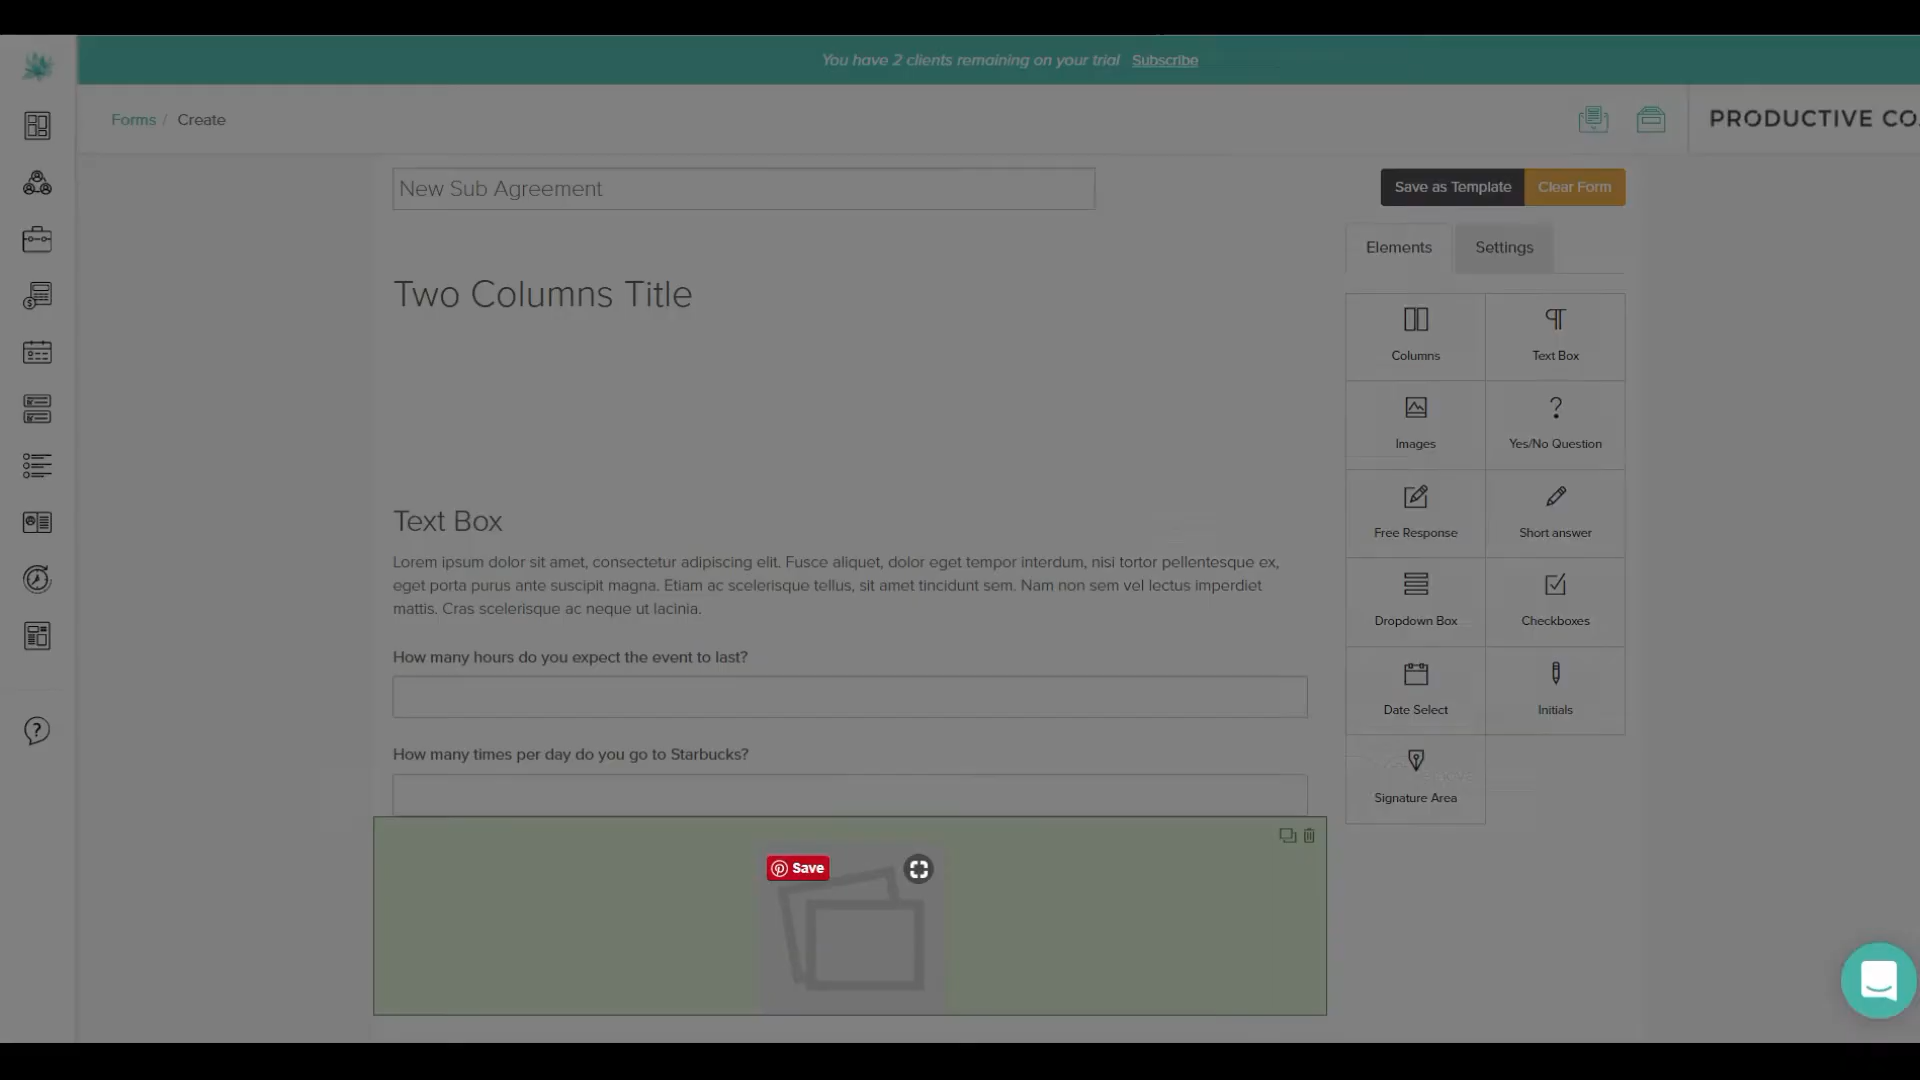 You have 2 clients remaining on your trial Subscribe
Forms / Create
PRODUCTIVE CO
New Sub Agreement
Save as Template
Clear Form
Elements
Settings
Two Columns Title
Columns
Text Box
Images
Yes/No Question
Free Response
Short answer
Dropdown Box
Checkboxes
Date Select
Initials
Signature Area
Text Box
Lorem ipsum dolor sit amet, consectetur adipiscing elit. Fusce aliquet, dolor eget tempor interdum, nisi tortor pellentesque ex,
eget porta purus ante suscipit magna. Etiam ac scelerisque tellus, sit amet tincidunt sem. Nam non sem vel lectus imperdiet
mattis. Cras scelerisque ac neque ut lacinia.
How many hours do you expect the event to last?
How many times per day do you go to Starbucks?
Save